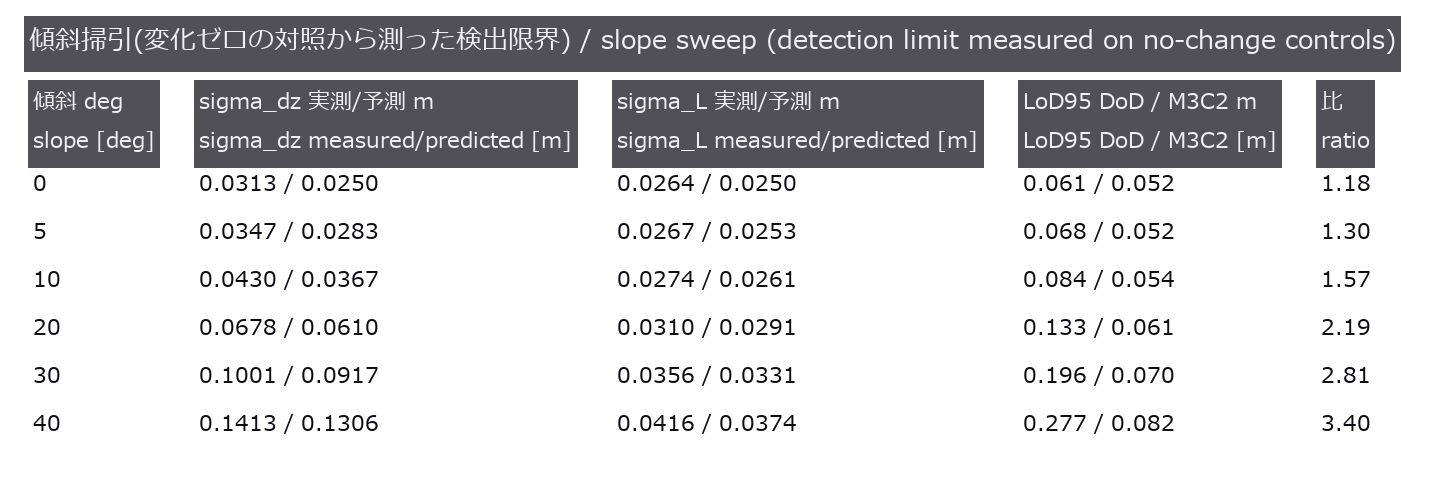 傾斜掃引(変化ゼロの対照から測った検出限界) / slope sweep (detection limit measured on no-change controls)
傾斜 deg sigma_dz 実測/予測 m sigma_L 実測/予測 m LoD95 DoD / M3C2 m 比
slope [deg] sigma_dz measured/predicted [m] sigma_L measured/predicted [m] LoD95 DoD / M3C2 [m] ratio
0 0.0313 / 0.0250 0.0264 / 0.0250 0.061 / 0.052 1.18
5 0.0347 / 0.0283 0.0267 / 0.0253 0.068 / 0.052 1.30
10 0.0430 / 0.0367 0.0274 / 0.0261 0.084 / 0.054 1.57
20 0.0678 / 0.0610 0.0310 / 0.0291 0.133 / 0.061 2.19
30 0.1001 / 0.0917 0.0356 / 0.0331 0.196 / 0.070 2.81
40 0.1413 / 0.1306 0.0416 / 0.0374 0.277 / 0.082 3.40